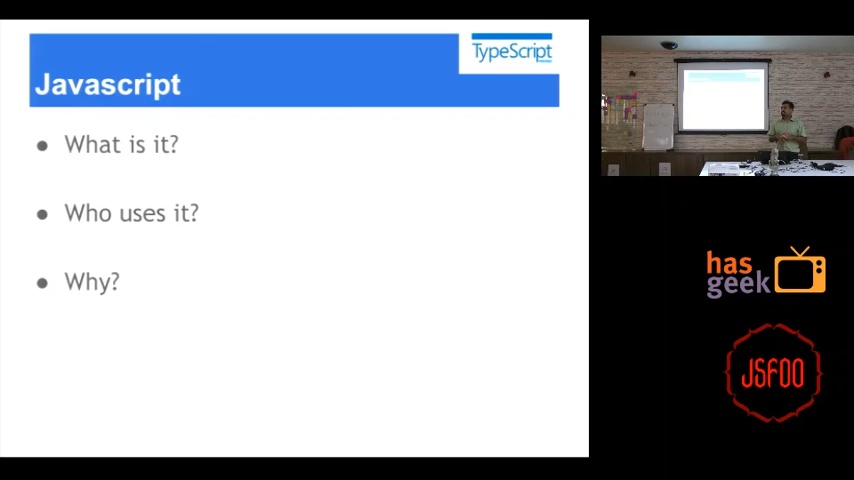 Javascript
TypeScript
What is it?
Who uses it?
Why?
has
geek
JSFOO